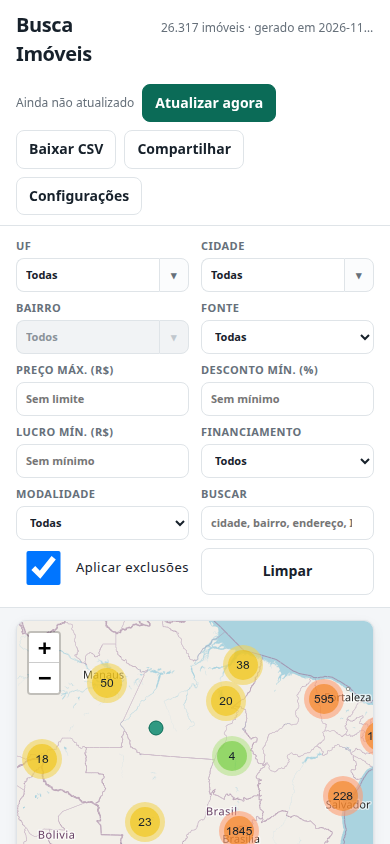 Busca Imóveis
26.317 imóveis · gerado em 2026-11...
Ainda não atualizado
Atualizar agora
Baixar CSV
Compartilhar
Configurações
UF
CIDADE
Todas
Todas
BAIRRO
FONTE
Todos
Todas
PREÇO MÁX. (R$)
DESCONTO MÍN. (%)
Sem limite
Sem mínimo
LUCRO MÍN. (R$)
FINANCIAMENTO
Sem mínimo
Todos
MODALIDADE
BUSCAR
Todas
cidade, bairro, endereço, I
Aplicar exclusões
Limpar
+
−
Manaus
50
38
20
595
rtaleza
18
4
228
Salvador
23
Brasil
1845
Brasília
Bolivia